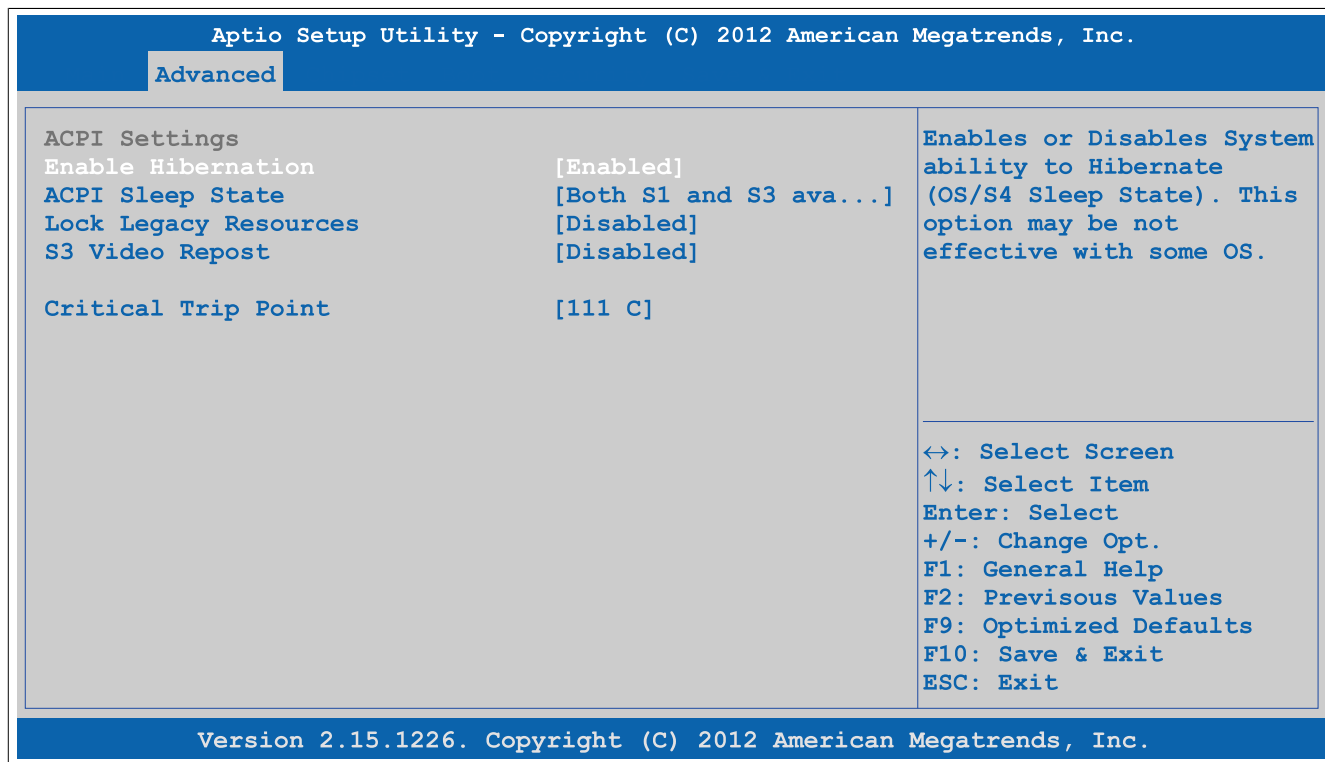 Aptio Setup Utility - Copyright (C) 2012 American Megatrends, Inc.
Advanced
ACPI Settings
Enable Hibernation [Enabled]
ACPI Sleep State [Both S1 and S3 ava...]
Lock Legacy Resources [Disabled]
S3 Video Repost [Disabled]
Critical Trip Point [111 C]
Enables or Disables System
ability to Hibernate
(OS/S4 Sleep State). This
option may be not
effective with some OS.
↔: Select Screen
↑↓: Select Item
Enter: Select
+/-: Change Opt.
F1: General Help
F2: Previsous Values
F9: Optimized Defaults
F10: Save & Exit
ESC: Exit
Version 2.15.1226. Copyright (C) 2012 American Megatrends, Inc.